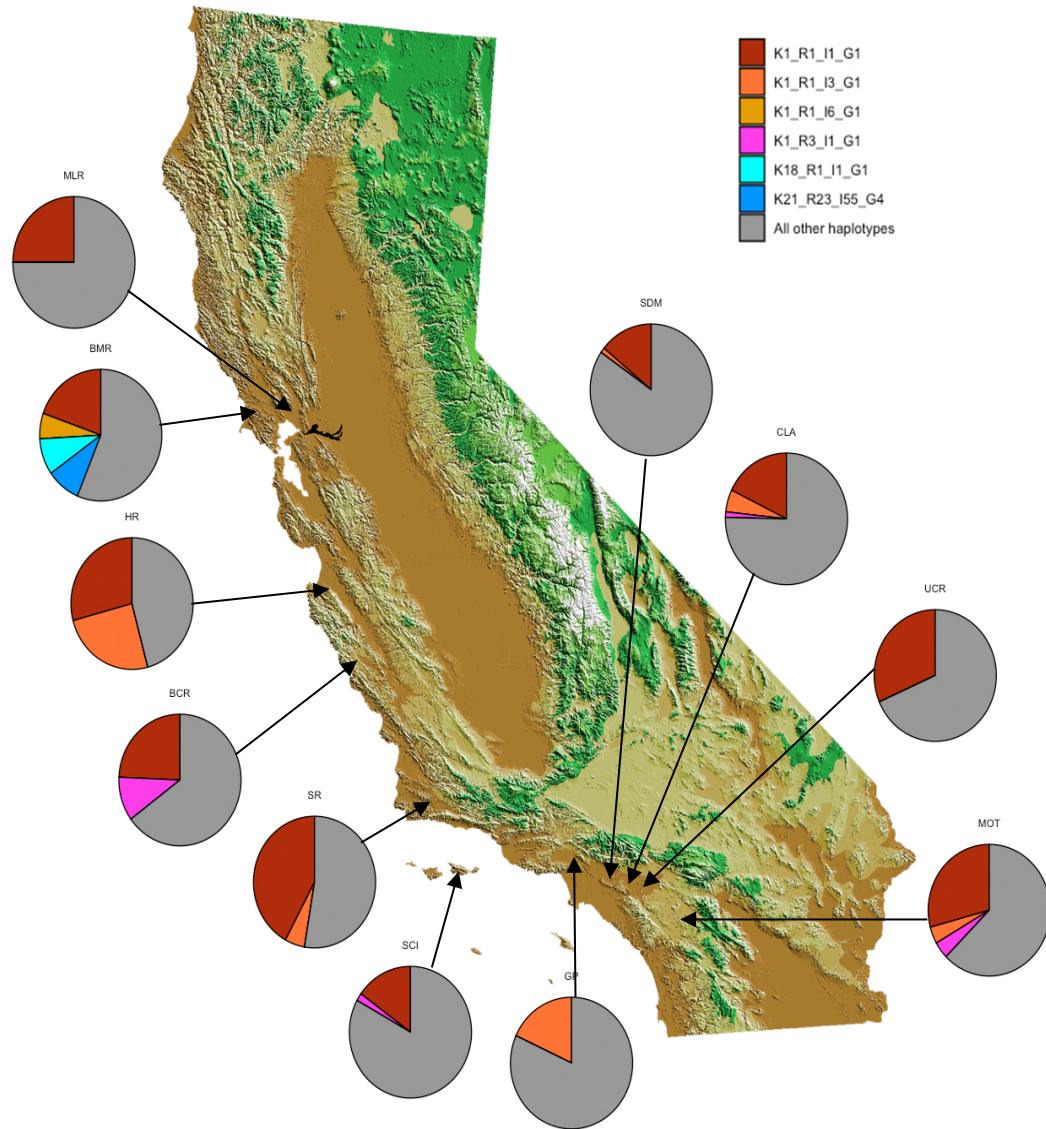 K1_R1_I1_G1
K1_R1_I3_G1
K1_R1_I6_G1
K1_R3_I1_G1
K18_R1_I1_G1
K21_R23_I55_G4
All other haplotypes
MLR
SDM
BMR
CLA
HR
UCR
BCR
SR
MOT
SCI
GP